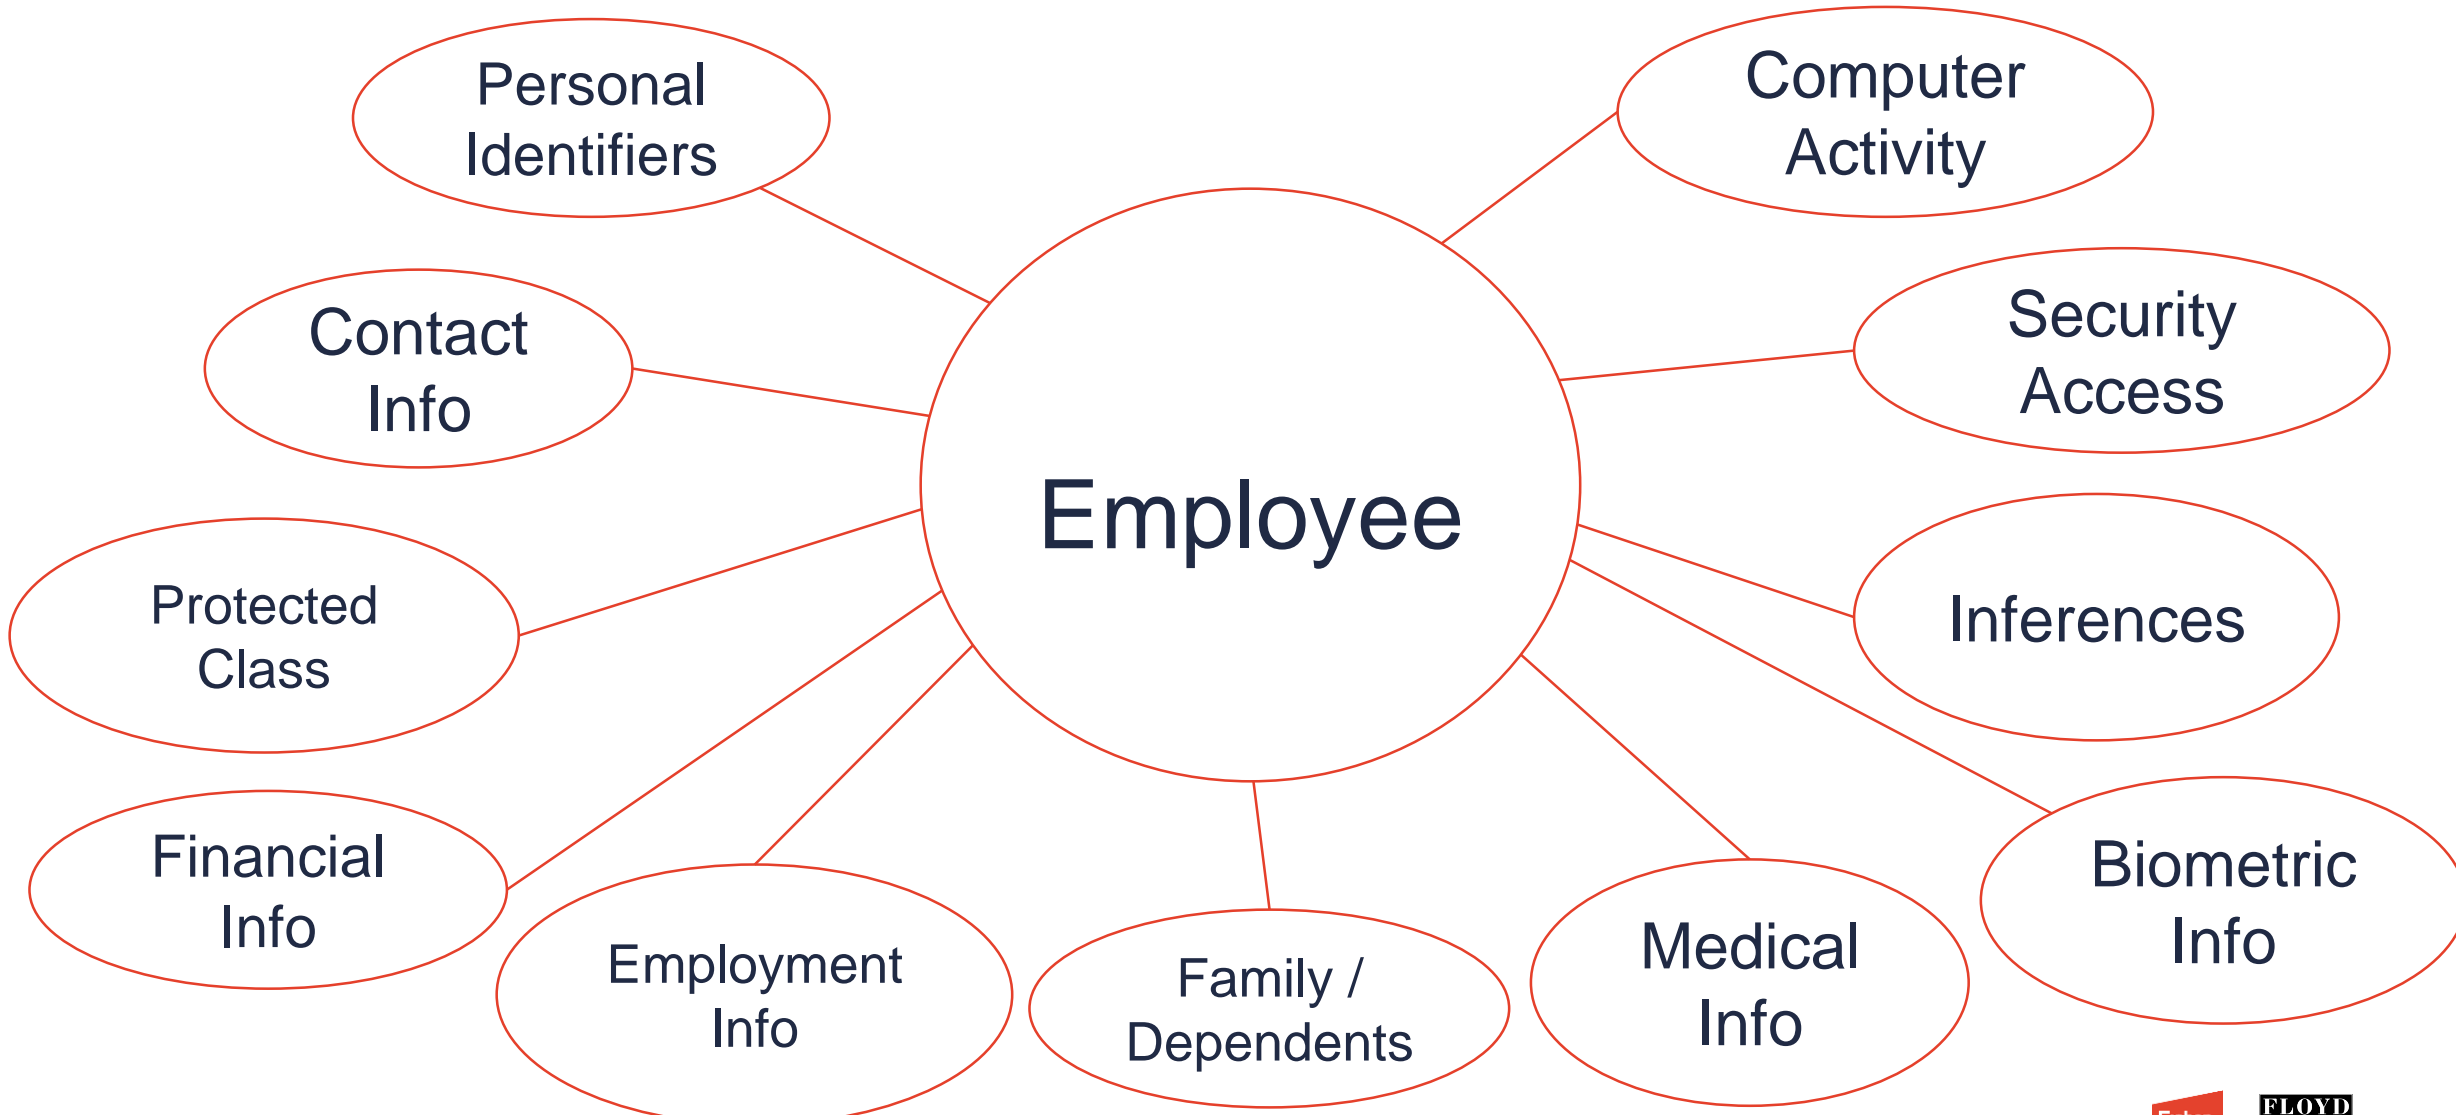 Personal
Identifiers
Computer
Activity
Contact
Info
Security
Access
Employee
Protected
Class
Inferences
Financial
Info
Biometric
Info
Employment
Info
Family /
Dependents
Medical
Info
FLOYD